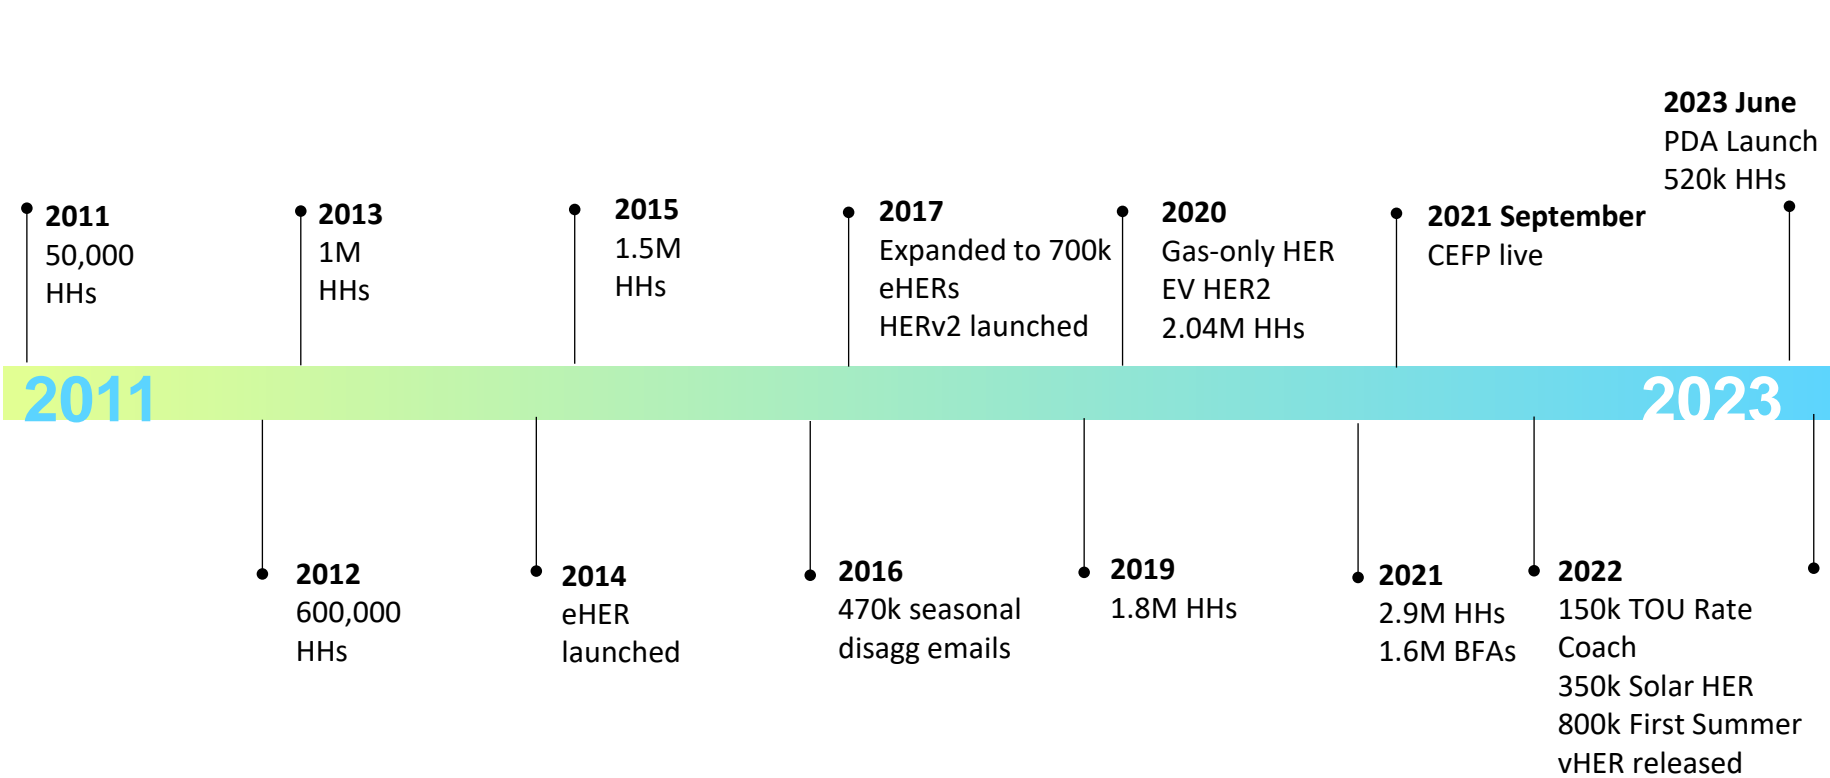 2023 June
PDA Launch
520k HHs
2011
50,000
HHs
2013
1M
HHs
2015
1.5M
HHs
2017
Expanded to 700k
eHERs
HERv2 launched
2020
Gas-only HER
EV HER2
2.04M HHs
2021 September
CEFP live
2011
2023
2012
600,000
HHs
2014
eHER
launched
2016
470k seasonal
disagg emails
2019
1.8M HHs
2021
2.9M HHs
1.6M BFAs
2022
150k TOU Rate
Coach
350k Solar HER
800k First Summer
vHER released